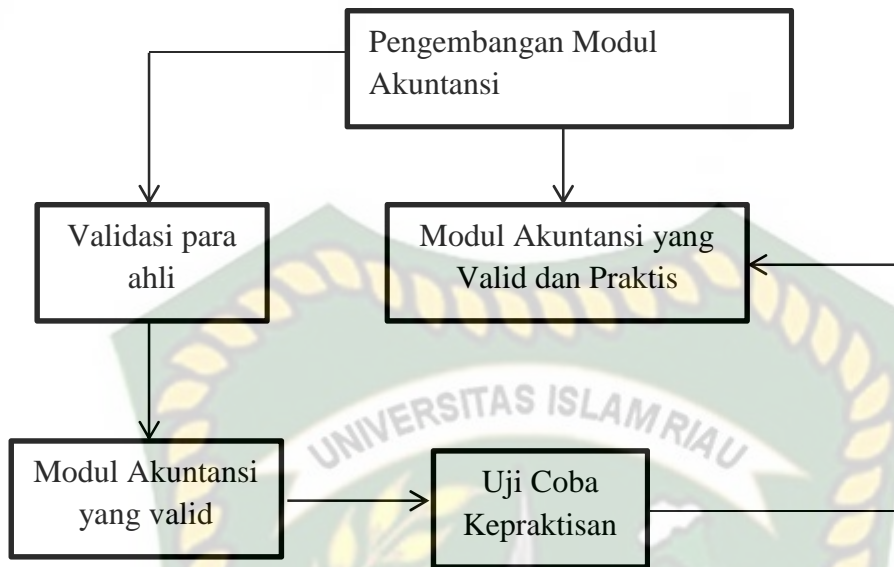 Pengembangan Modul
Akuntansi
Validasi para
ahli
Modul Akuntansi yang
Valid dan Praktis
UNIVERSITAS ISLAM RIAU
Modul Akuntansi
yang valid
Uji Coba
Kepraktisan